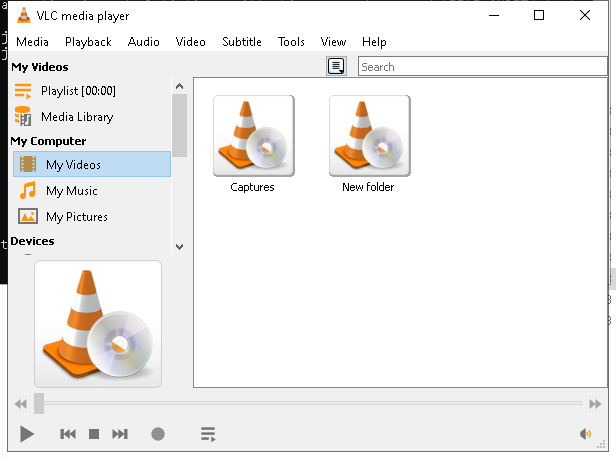 VLC media player
Media Playback Audio Video Subtitle Tools View Help
My Videos
Search
Playlist [00:00]
Media Library
My Computer
My Videos
My Music
My Pictures
Devices
Captures
New folder